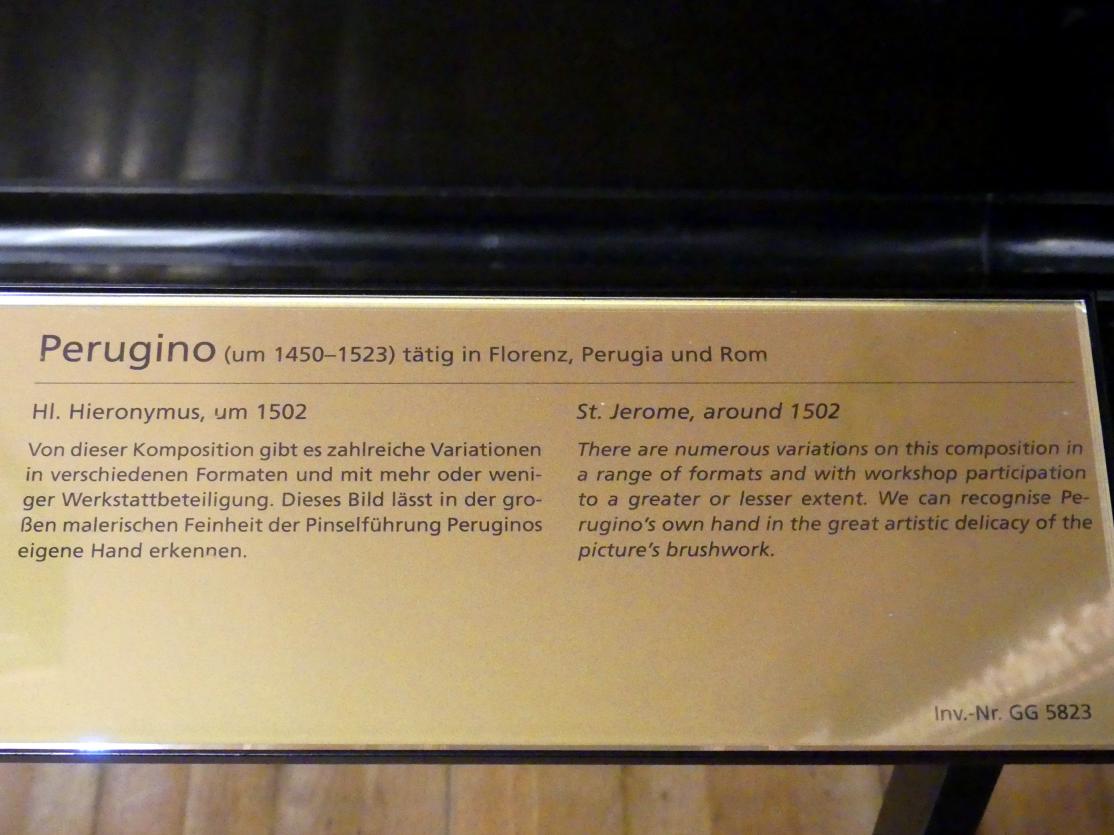 Perugino (um 1450–1523) tätig in Florenz, Perugia und Rom
Hl. Hieronymus, um 1502
Von dieser Komposition gibt es zahlreiche Variationen
in verschiedenen Formaten und mit mehr oder weni-
ger Werkstattbeteiligung. Dieses Bild lässt in der gro-
ßen malerischen Feinheit der Pinselführung Peruginos
eigene Hand erkennen.
St. Jerome, around 1502
There are numerous variations on this composition in
a range of formats and with workshop participation
to a greater or lesser extent. We can recognise Pe-
rugino's own hand in the great artistic delicacy of the
picture's brushwork.
Inv.-Nr. GG 5823